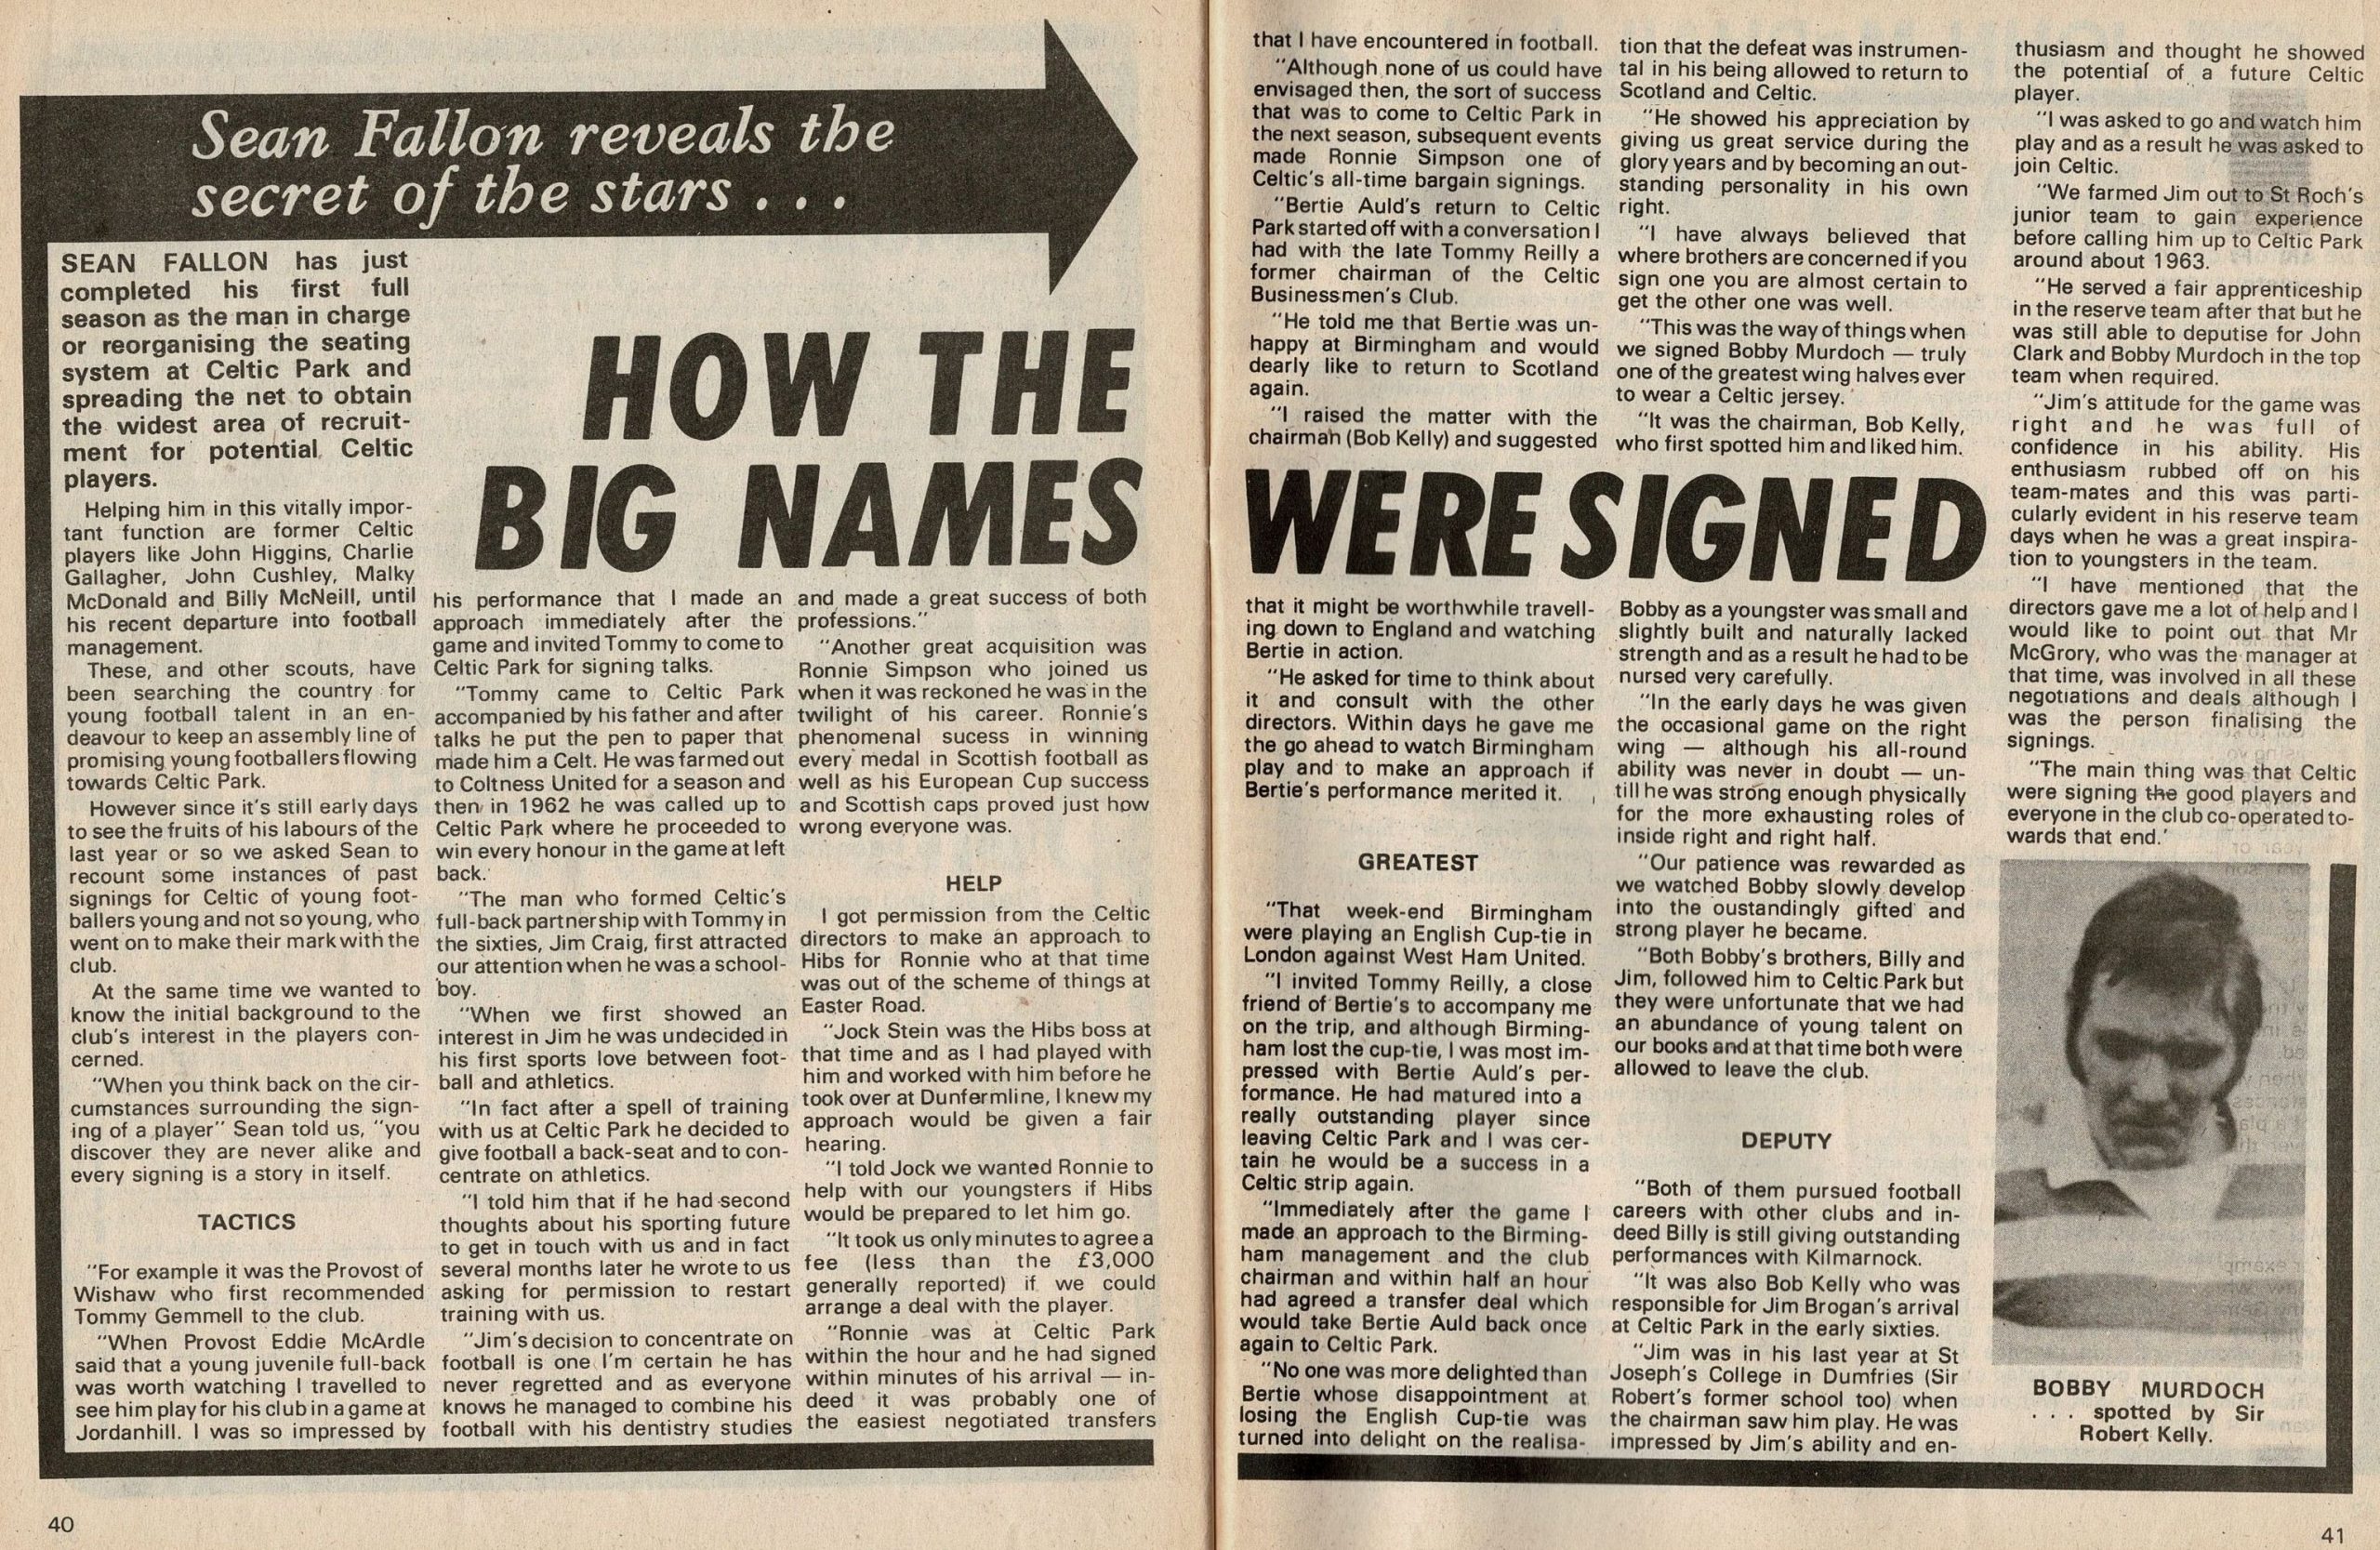 Sean Fallon reveals the
secret of the stars . . .
HOW THE
BIG NAMES
WERE SIGNED
SEAN FALLON has just
completed his first full
season as the man in charge
or reorganising the seating
system at Celtic Park and
spreading the net to obtain
the widest area of recruit-
ment for potential Celtic
players.
Helping him in this vitally impor-
tant function are former Celtic
players like John Higgins, Charlie
Gallagher, John Cushley, Malky
McDonald and Billy McNeill, until
his recent departure into football
management.
These, and other scouts, have
been searching the country for
young football talent in an en-
deavour to keep an assembly line of
promising young footballers flowing
towards Celtic Park.
However since it's still early days
to see the fruits of his labours of the
last year or so we asked Sean to
recount some instances of past
signings for Celtic of young foot-
ballers young and not so young, who
went on to make their mark with the
club.
At the same time we wanted to
know the initial background to the
club's interest in the players con-
cerned.
"When you think back on the cir-
cumstances surrounding the sign-
ing of a player" Sean told us, "you
discover they are never alike and
every signing is a story in itself.
TACTICS
"For example it was the Provost of
Wishaw who first recommended
Tommy Gemmell to the club.
"When Provost Eddie McArdle
said that a young juvenile full-back
was worth watching I travelled to
see him play for his club in a game at
Jordanhill. I was so impressed by
his performance that I made an
approach immediately after the
game and invited Tommy to come to
Celtic Park for signing talks.
"Tommy came to Celtic Park
accompanied by his father and after
talks he put the pen to paper that
made him a Celt. He was farmed out
to Coltness United for a season and
then in 1962 he was called up to
Celtic Park where he proceeded to
win every honour in the game at left
back.
"The man who formed Celtic's
full-back partnership with Tommy in
the sixties, Jim Craig, first attracted
our attention when he was a school-
boy.
"When we first showed an
interest in Jim he was undecided in
his first sports love between foot-
ball and athletics.
"In fact after a spell of training
with us at Celtic Park he decided to
give football a back-seat and to con-
centrate on athletics.
"I told him that if he had second
thoughts about his sporting future
to get in touch with us and in fact
several months later he wrote to us
asking for permission to restart
training with us.
"Jim's decision to concentrate on
football is one I'm certain he has
never regretted and as everyone
knows he managed to combine his
football with his dentistry studies
and made a great success of both
professions."
"Another great acquisition was
Ronnie Simpson who joined us
when it was reckoned he was in the
twilight of his career. Ronnie's
phenomenal sucess in winning
every medal in Scottish football as
well as his European Cup success
and Scottish caps proved just how
wrong everyone was.
HELP
I got permission from the Celtic
directors to make an approach to
Hibs for Ronnie who at that time
was out of the scheme of things at
Easter Road.
"Jock Stein was the Hibs boss at
that time and as I had played with
him and worked with him before he
took over at Dunfermline, I knew my
approach would be given a fair
hearing.
"I told Jock we wanted Ronnie to
help with our youngsters if Hibs
would be prepared to let him go.
"It took us only minutes to agree a
fee (less than the £3,000
generally reported) if we could
arrange a deal with the player.
"Ronnie was at Celtic Park
within the hour and he had signed
within minutes of his arrival — in-
deed it was probably one of
the easiest negotiated transfers
40
that I have encountered in football.
"Although none of us could have
envisaged then, the sort of success
that was to come to Celtic Park in
the next season, subsequent events
made Ronnie Simpson one of
Celtic's all-time bargain signings.
"Bertie Auld's return to Celtic
Park started off with a conversation I
had with the late Tommy Reilly a
former chairman of the Celtic
Businessmen's Club.
"He told me that Bertie was un-
happy at Birmingham and would
dearly like to return to Scotland
again.
"I raised the matter with the
chairman (Bob Kelly) and suggested
that it might be worthwhile travell-
ing down to England and watching
Bertie in action.
"He asked for time to think about
it and consult with the other
directors. Within days he gave me
the go ahead to watch Birmingham
play and to make an approach if
Bertie's performance merited it.
GREATEST
"That week-end Birmingham
were playing an English Cup-tie in
London against West Ham United.
"I invited Tommy Reilly, a close
friend of Bertie's to accompany me
on the trip, and although Birming-
ham lost the cup-tie, I was most im-
pressed with Bertie Auld's per-
formance. He had matured into a
really outstanding player since
leaving Celtic Park and I was cer-
tain he would be a success in a
Celtic strip again.
"Immediately after the game I
made an approach to the Birming-
ham management and the club
chairman and within half an hour
had agreed a transfer deal which
would take Bertie Auld back once
again to Celtic Park.
"No one was more delighted than
Bertie whose disappointment at
losing the English Cup-tie was
turned into delight on the realisa-
tion that the defeat was instrumen-
tal in his being allowed to return to
Scotland and Celtic.
"He showed his appreciation by
giving us great service during the
glory years and by becoming an out-
standing personality in his own
right.
"I have always believed that
where brothers are concerned if you
sign one you are almost certain to
get the other one was well.
"This was the way of things when
we signed Bobby Murdoch — truly
one of the greatest wing halves ever
to wear a Celtic jersey.
"It was the chairman, Bob Kelly,
who first spotted him and liked him.
Bobby as a youngster was small and
slightly built and naturally lacked
strength and as a result he had to be
nursed very carefully.
"In the early days he was given
the occasional game on the right
wing — although his all-round
ability was never in doubt — un-
till he was strong enough physically
for the more exhausting roles of
inside right and right half.
"Our patience was rewarded as
we watched Bobby slowly develop
into the oustandingly gifted and
strong player he became.
"Both Bobby's brothers, Billy and
Jim, followed him to Celtic Park but
they were unfortunate that we had
an abundance of young talent on
our books and at that time both were
allowed to leave the club.
DEPUTY
"Both of them pursued football
careers with other clubs and in-
deed Billy is still giving outstanding
performances with Kilmarnock.
"It was also Bob Kelly who was
responsible for Jim Brogan's arrival
at Celtic Park in the early sixties.
"Jim was in his last year at St
Joseph's College in Dumfries (Sir
Robert's former school too) when
the chairman saw him play. He was
impressed by Jim's ability and en-
thusiasm and thought he showed
the potential of a future Celtic
player.
"I was asked to go and watch him
play and as a result he was asked to
join Celtic.
"We farmed Jim out to St Roch's
junior team to gain experience
before calling him up to Celtic Park
around about 1963.
"He served a fair apprenticeship
in the reserve team after that but he
was still able to deputise for John
Clark and Bobby Murdoch in the top
team when required.
"Jim's attitude for the game was
right and he was full of
confidence in his ability. His
enthusiasm rubbed off on his
team-mates and this was parti-
cularly evident in his reserve team
days when he was a great inspira-
tion to youngsters in the team.
"I have mentioned that the
directors gave me a lot of help and I
would like to point out that Mr
McGrory, who was the manager at
that time, was involved in all these
negotiations and deals although I
was the person finalising the
signings.
"The main thing was that Celtic
were signing the good players and
everyone in the club co-operated to-
wards that end.'
BOBBY MURDOCH
. . . spotted by Sir
Robert Kelly.
41